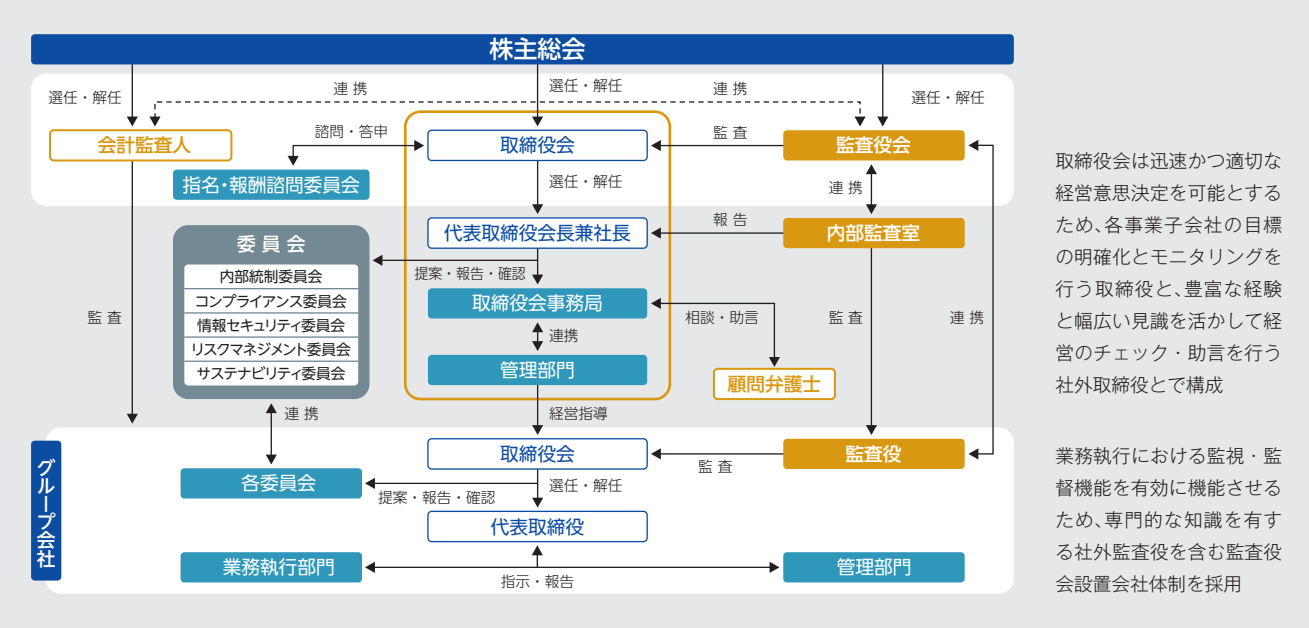 株主総会
選任・解任
連 携
選任・解任
連 携
選任・解任
会計監査人
諮問・答申
取締役会
監 査
監査役会
指名・報酬諮問委員会
選任・解任
連 携
代表取締役会長兼社長
報 告
内部監査室
委 員 会
内部統制委員会
コンプライアンス委員会
情報セキュリティ委員会
リスクマネジメント委員会
サステナビリティ委員会
提案・報告・確認
取締役会事務局
監 査
相談・助言
監 査
連 携
連携
管理部門
顧問弁護士
連 携
経営指導
グループ会社
取締役会
監 査
監査役
各委員会
提案・報告・確認
選任・解任
代表取締役
業務執行部門
指示・報告
管理部門
取締役会は迅速かつ適切な
経営意思決定を可能とする
ため、各事業子会社の目標
の明確化とモニタリングを
行う取締役と、豊富な経験
と幅広い見識を活かして経
営のチェック・助言を行う
社外取締役とで構成
業務執行における監視・監
督機能を有効に機能させる
ため、専門的な知識を有す
る社外監査役を含む監査役
会設置会社体制を採用